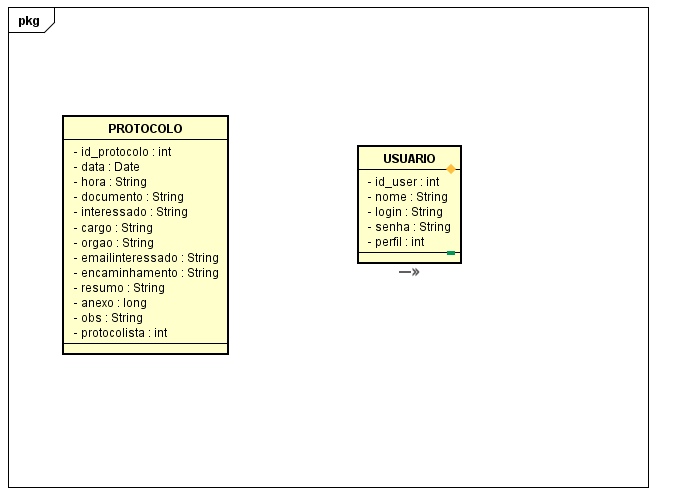 pkg
PROTOCOLO
- id_protocolo : int
- data : Date
- hora : String
- documento : String
- interessado : String
- cargo : String
- orgao : String
- emailinteressado : String
- encaminhamento : String
- resumo : String
- anexo : long
- obs : String
- protocolista : int
USUARIO
- id_user : int
- nome : String
- login : String
- senha : String
- perfil : int